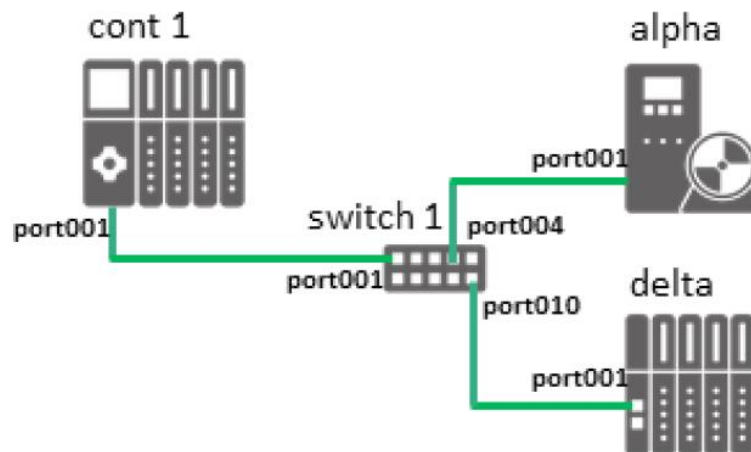 cont 1
alpha
port001
port001
switch 1
port004
port001
delta
port010
port001